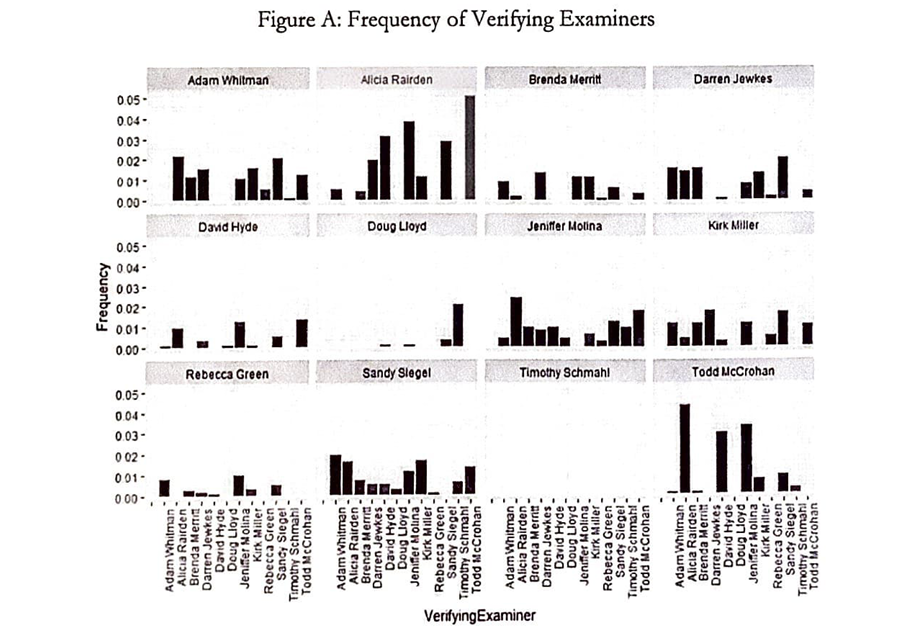 Figure A: Frequency of Verifying Examiners
Adam Whitman Alicia Rairden Brenda Merritt Darren Jewkes
0.05
0.04
0.03
0.02
0.01
0.00
David Hyde Doug Lloyd Jeniffer Molina Kirk Miller
0.05
0.04
0.03
0.02
0.01
0.00
Frequency
Rebecca Green Sandy Siegel Timothy Schmahl Todd McCrohan
0.05
0.04
0.03
0.02
0.01
0.00
Adam Whitman
Alicia Rairden
Brenda Merritt
Darren Jewkes
David Hyde
Doug Lloyd
Jeniffer Molina
Kirk Miller
Rebecca Green
Sandy Siegel
Timothy Schmahl
Todd McCrohan
Adam Whitman
Alicia Rairden
Brenda Merritt
Darren Jewkes
David Hyde
Doug Lloyd
Jeniffer Molina
Kirk Miller
Rebecca Green
Sandy Siegel
Timothy Schmahl
Todd McCrohan
Adam Whitman
Alicia Rairden
Brenda Merritt
Darren Jewkes
David Hyde
Doug Lloyd
Jeniffer Molina
Kirk Miller
Rebecca Green
Sandy Siegel
Timothy Schmahl
Todd McCrohan
Adam Whitman
Alicia Rairden
Brenda Merritt
Darren Jewkes
David Hyde
Doug Lloyd
Jeniffer Molina
Kirk Miller
Rebecca Green
Sandy Siegel
Timothy Schmahl
Todd McCrohan
VerifyingExaminer